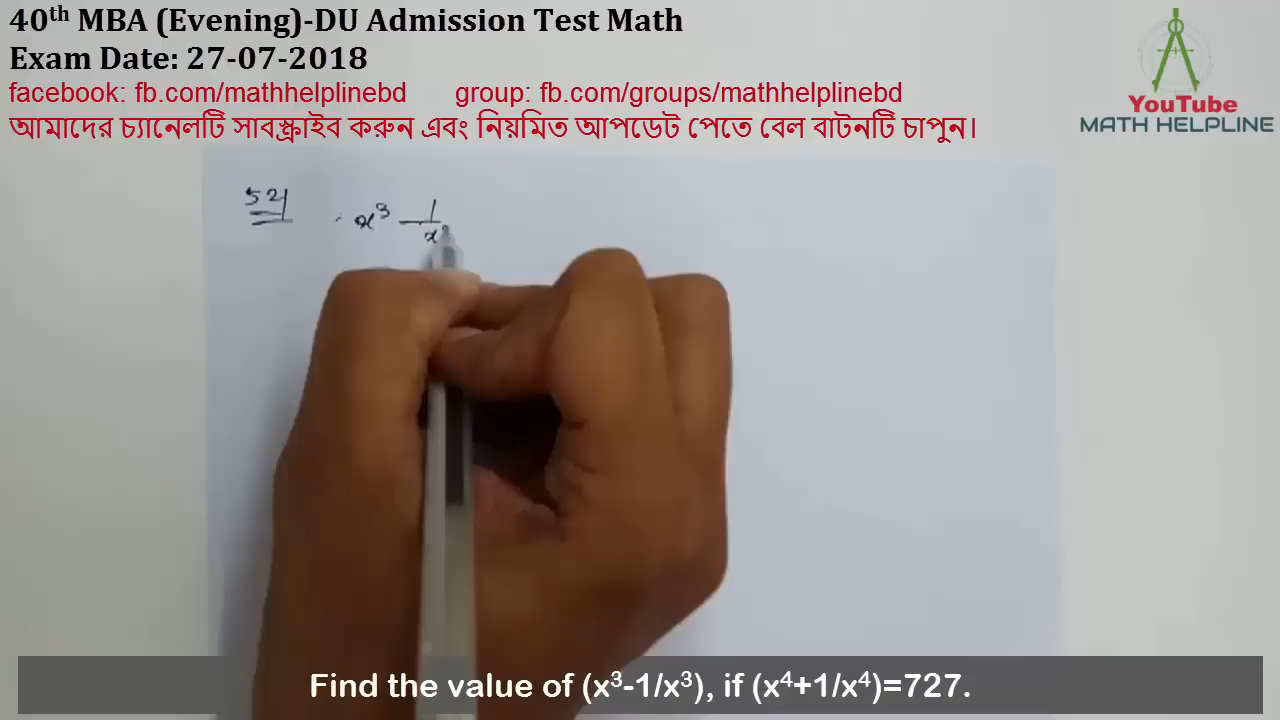 40th MBA (Evening)-DU Admission Test Math
Exam Date: 27-07-2018
facebook: fb.com/mathhelplinebd group: fb.com/groups/mathhelplinebd
আমাদের চ্যানেলটি সাবস্ক্রাইব করুন এবং নিয়মিত আপডেট পেতে বেল বাটনটি চাপুন।
YouTube
MATH HELPLINE
x³ — 1/x
Find the value of (x³-1/x³), if (x⁴+1/x⁴)=727.